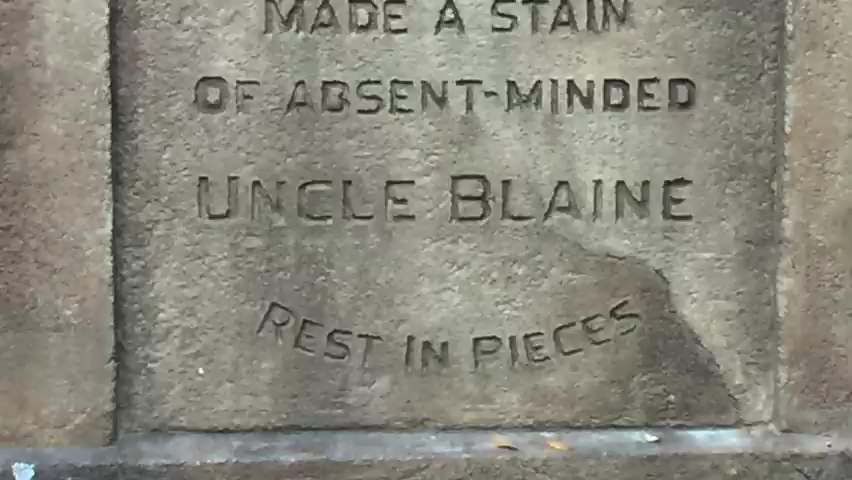 MADE A STAIN
OF ABSENT-MINDED
UNCLE BLAINE
REST IN PIECES